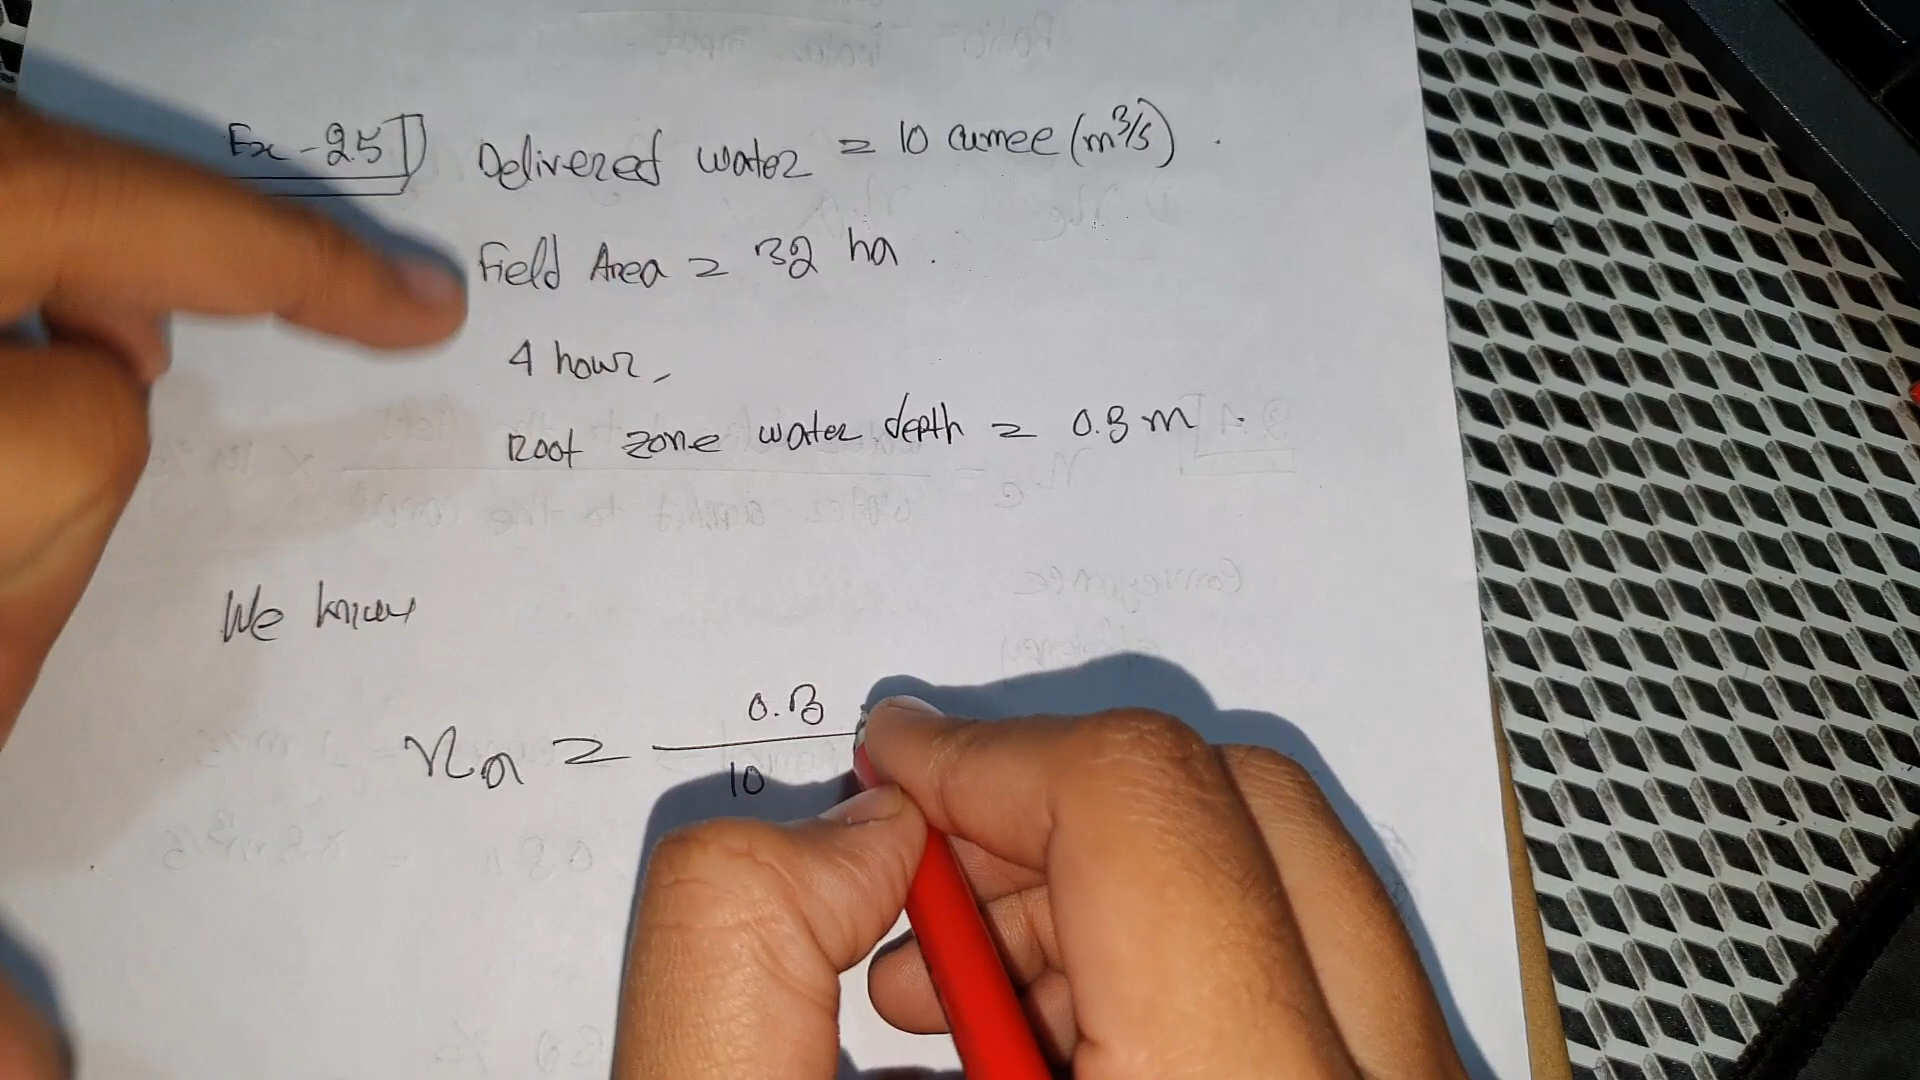 Ex-25
Delivered water = 10 cumec (m³/s).
Field Area = 32 ha.
4 hour,
Root zone water depth = 0.3 m.
We know
ηa = 0.3
10